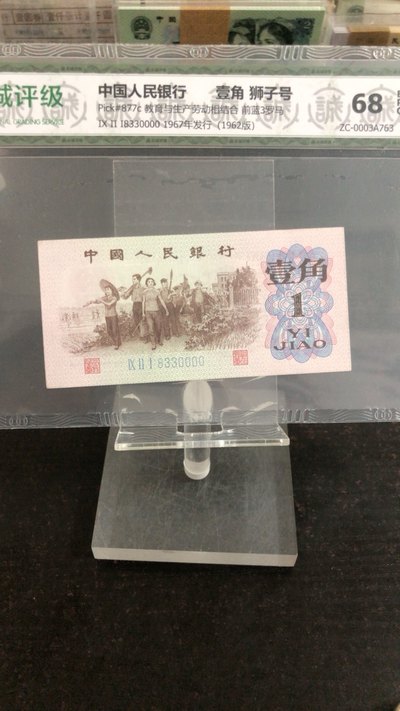 中国人民银行 壹角 狮子号
评级
Pick#877c 教育与生产劳动相结合 前蓝3罗马
NAL GRADING SERVICE
IX II I8330000 1967年发行 (1962版)
68
ZC-0003A763
中國人民銀行
壹角
1
YI
JIAO
IX II I 8330000